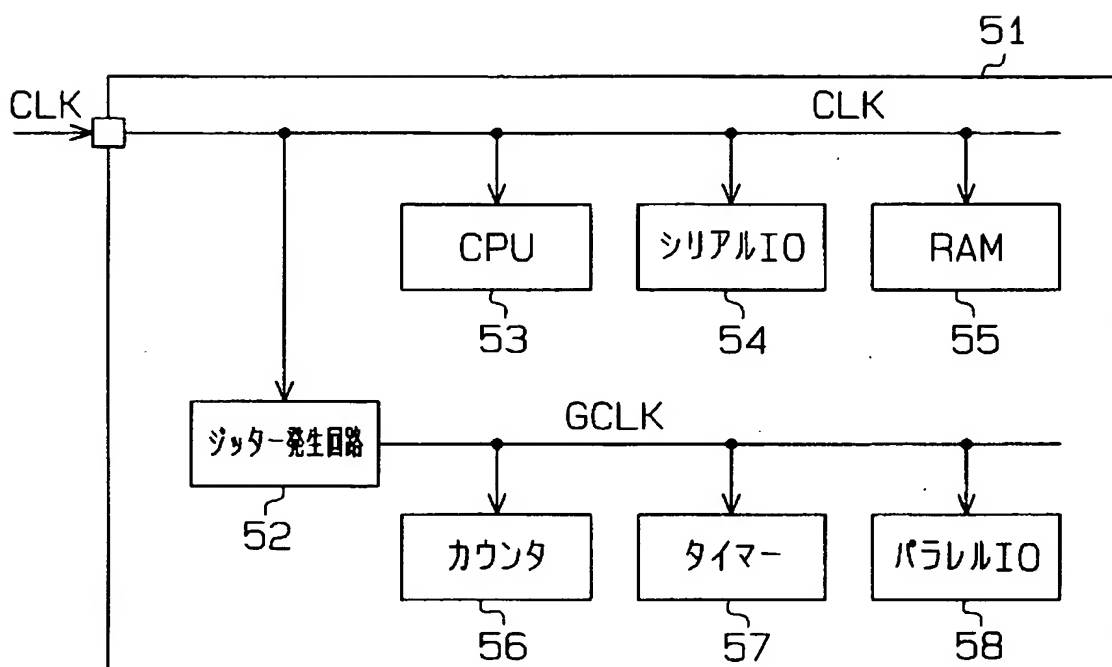 51
CLK
CLK
CPU
シリアルIO
RAM
53
54
55
GCLK
ジッター発生回路
52
カウンタ
タイマー
パラレルIO
56
57
58